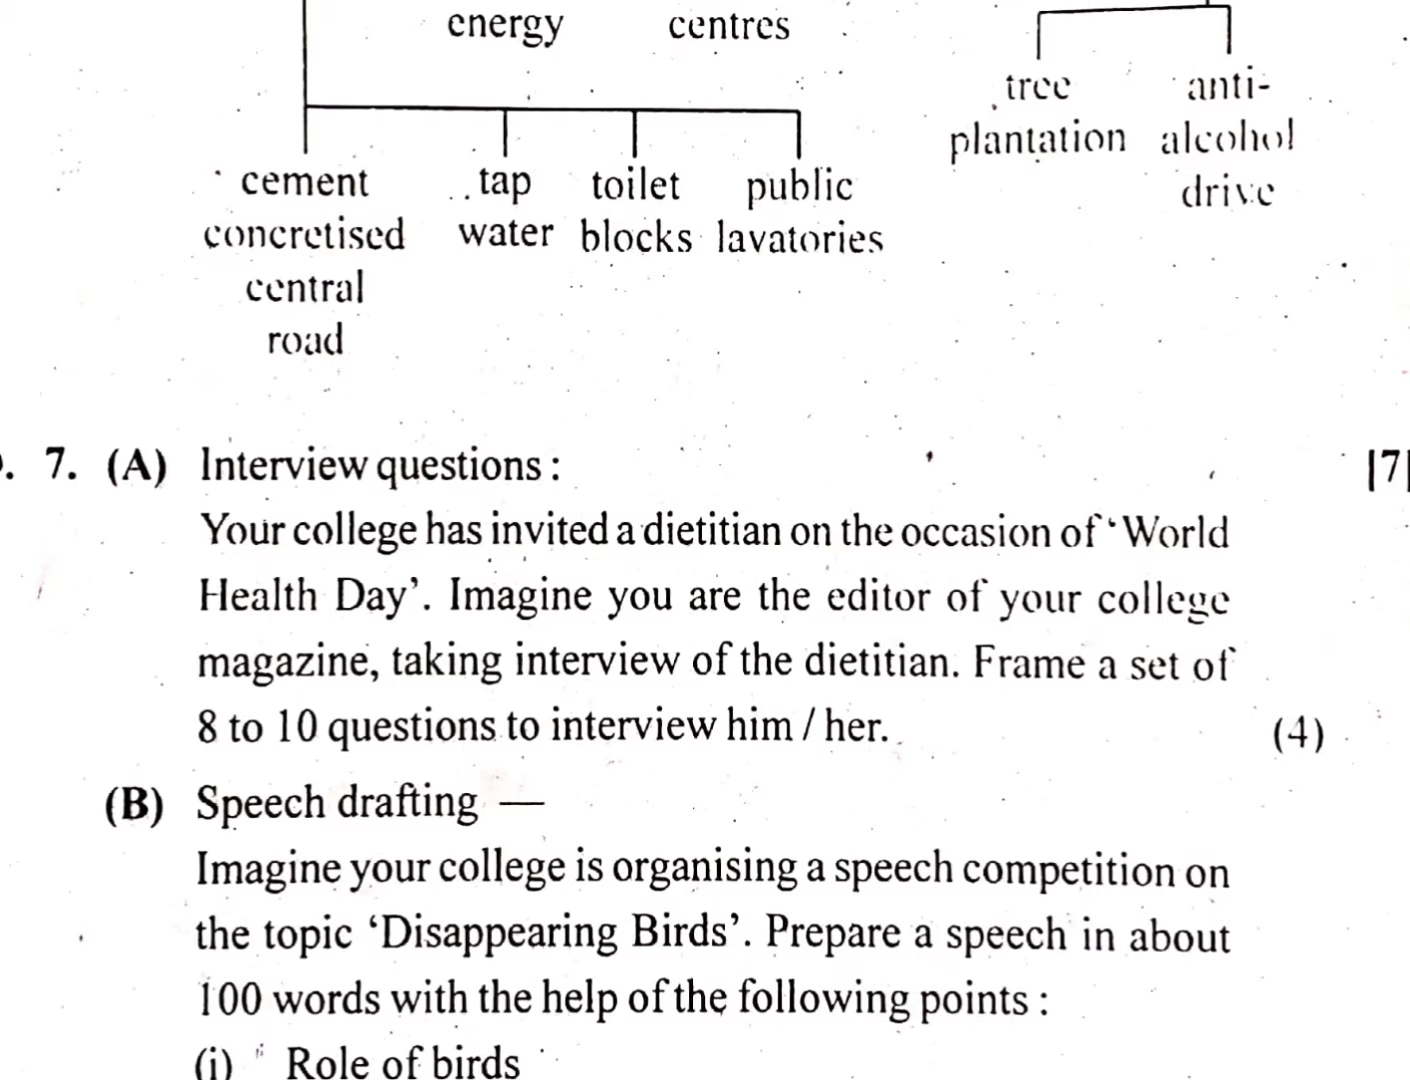 energy centres
tree anti-
plantation alcohol
drive
cement tap toilet public
concretised water blocks lavatories
central
road
. 7. (A) Interview questions : [7]
Your college has invited a dietitian on the occasion of 'World
Health Day'. Imagine you are the editor of your college
magazine, taking interview of the dietitian. Frame a set of
8 to 10 questions to interview him / her. (4)
(B) Speech drafting —
Imagine your college is organising a speech competition on
the topic 'Disappearing Birds'. Prepare a speech in about
100 words with the help of the following points :
(i) Role of birds